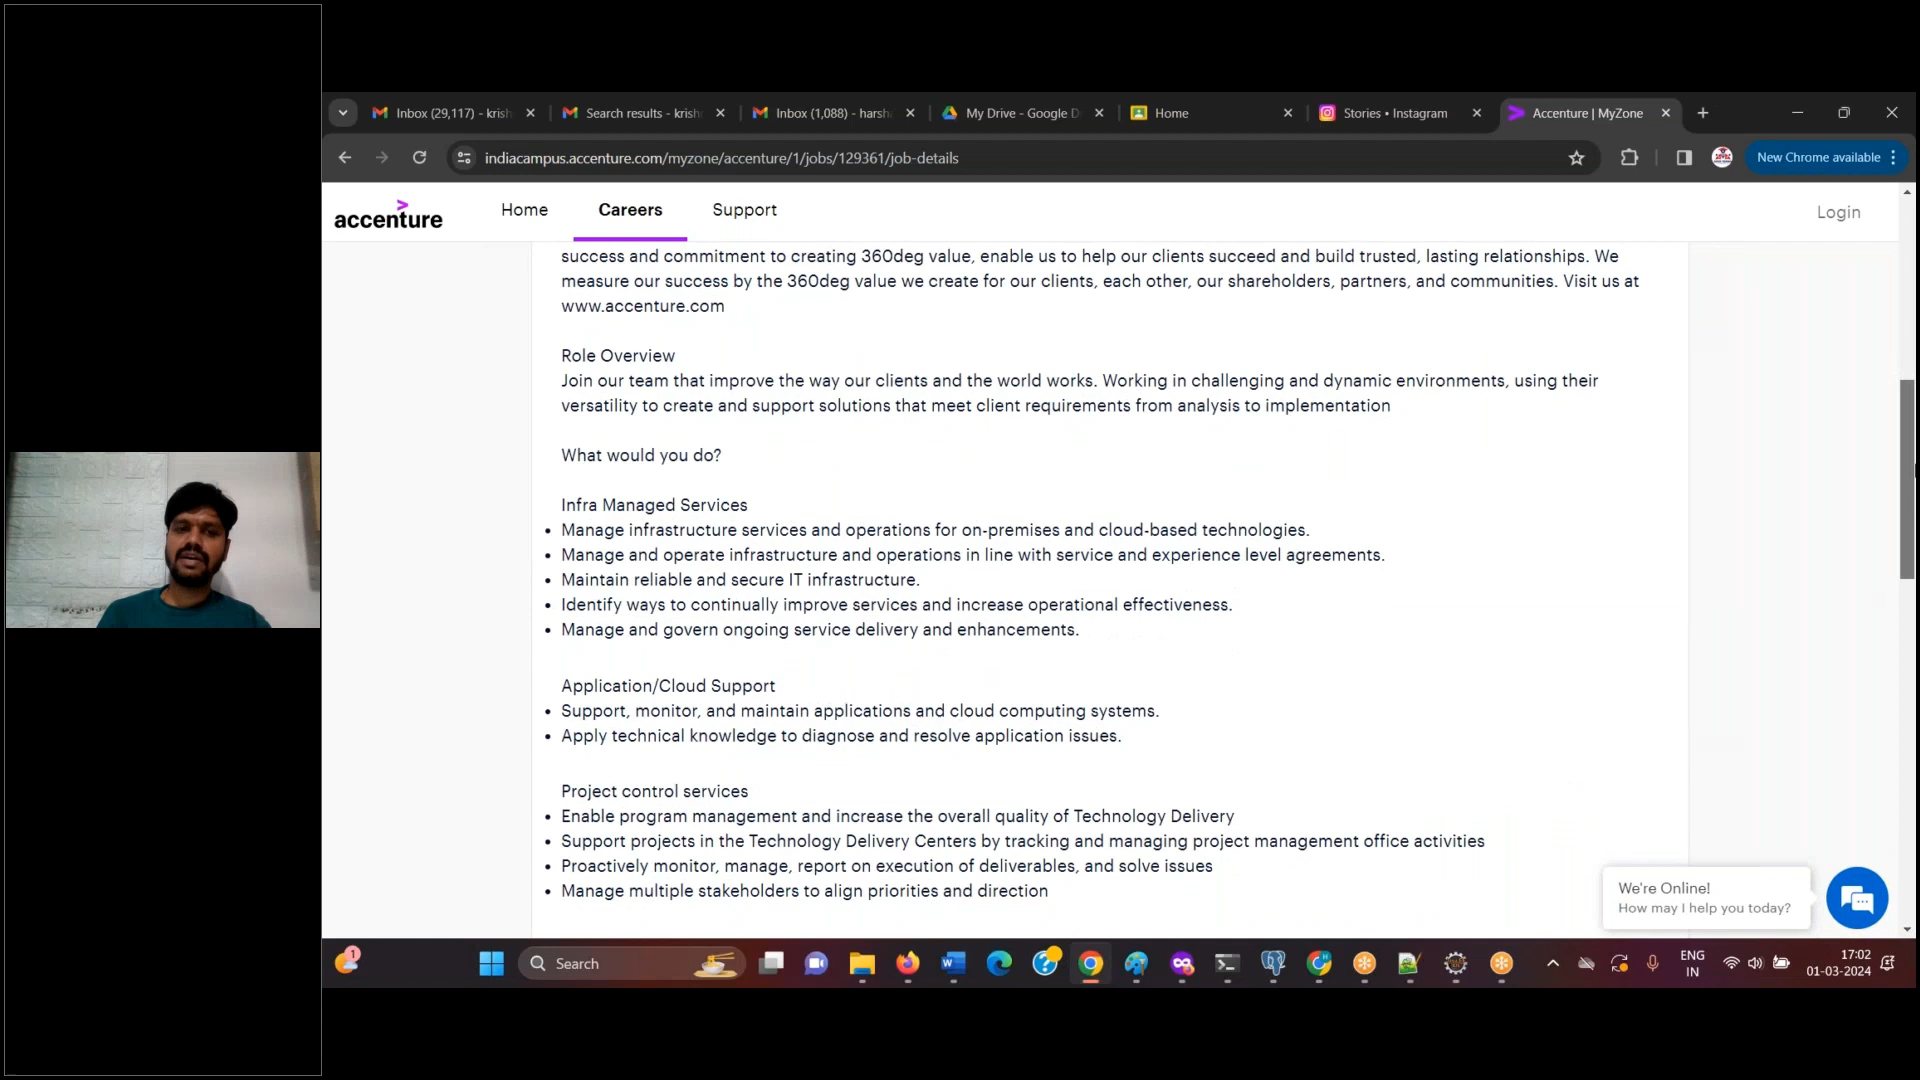 Inbox (29,117) - krish
Search results - krish
Inbox (1,088) - harsh
My Drive - Google D
Home
Stories • Instagram
Accenture | MyZone
indiacampus.accenture.com/myzone/accenture/1/jobs/129361/job-details
New Chrome available
accenture
Home
Careers
Support
Login
success and commitment to creating 360deg value, enable us to help our clients succeed and build trusted, lasting relationships. We
measure our success by the 360deg value we create for our clients, each other, our shareholders, partners, and communities. Visit us at
www.accenture.com
Role Overview
Join our team that improve the way our clients and the world works. Working in challenging and dynamic environments, using their
versatility to create and support solutions that meet client requirements from analysis to implementation
What would you do?
Infra Managed Services
• Manage infrastructure services and operations for on-premises and cloud-based technologies.
• Manage and operate infrastructure and operations in line with service and experience level agreements.
• Maintain reliable and secure IT infrastructure.
• Identify ways to continually improve services and increase operational effectiveness.
• Manage and govern ongoing service delivery and enhancements.
Application/Cloud Support
• Support, monitor, and maintain applications and cloud computing systems.
• Apply technical knowledge to diagnose and resolve application issues.
Project control services
• Enable program management and increase the overall quality of Technology Delivery
• Support projects in the Technology Delivery Centers by tracking and managing project management office activities
• Proactively monitor, manage, report on execution of deliverables, and solve issues
• Manage multiple stakeholders to align priorities and direction
We're Online!
How may I help you today?
1
Search
ENG
IN
17:02
01-03-2024